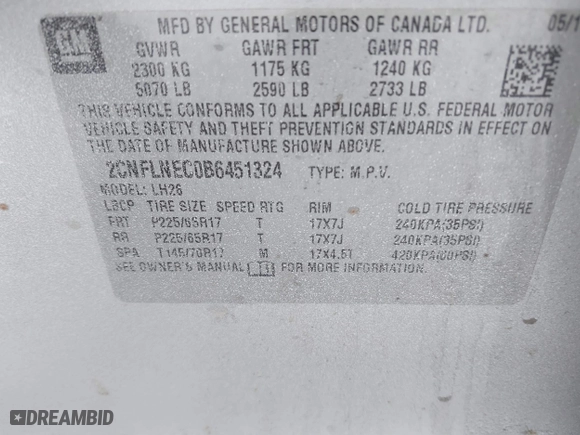 GM
MFD BY GENERAL MOTORS OF CANADA LTD. 05/1
GVWR GAWR FRT GAWR RR
2300 KG 1175 KG 1240 KG
5070 LB 2590 LB 2733 LB
THIS VEHICLE CONFORMS TO ALL APPLICABLE U.S. FEDERAL MOTOR
VEHICLE SAFETY AND THEFT PREVENTION STANDARDS IN EFFECT ON
THE DATE OF MANUFACTURE SHOWN ABOVE.
2CNFLNEC0B6451324 TYPE: M.P.V.
MODEL: LH26
LOCP TIRE SIZE SPEED RTG RIM COLD TIRE PRESSURE
FRT P225/65R17 T 17X7J 240KPA(35PSI)
RR P225/65R17 T 17X7J 240KPA(35PSI)
SPA T145/70R17 M 17X4.5T 420KPA(60PSI)
SEE OWNER'S MANUAL FOR MORE INFORMATION.
DREAMBID